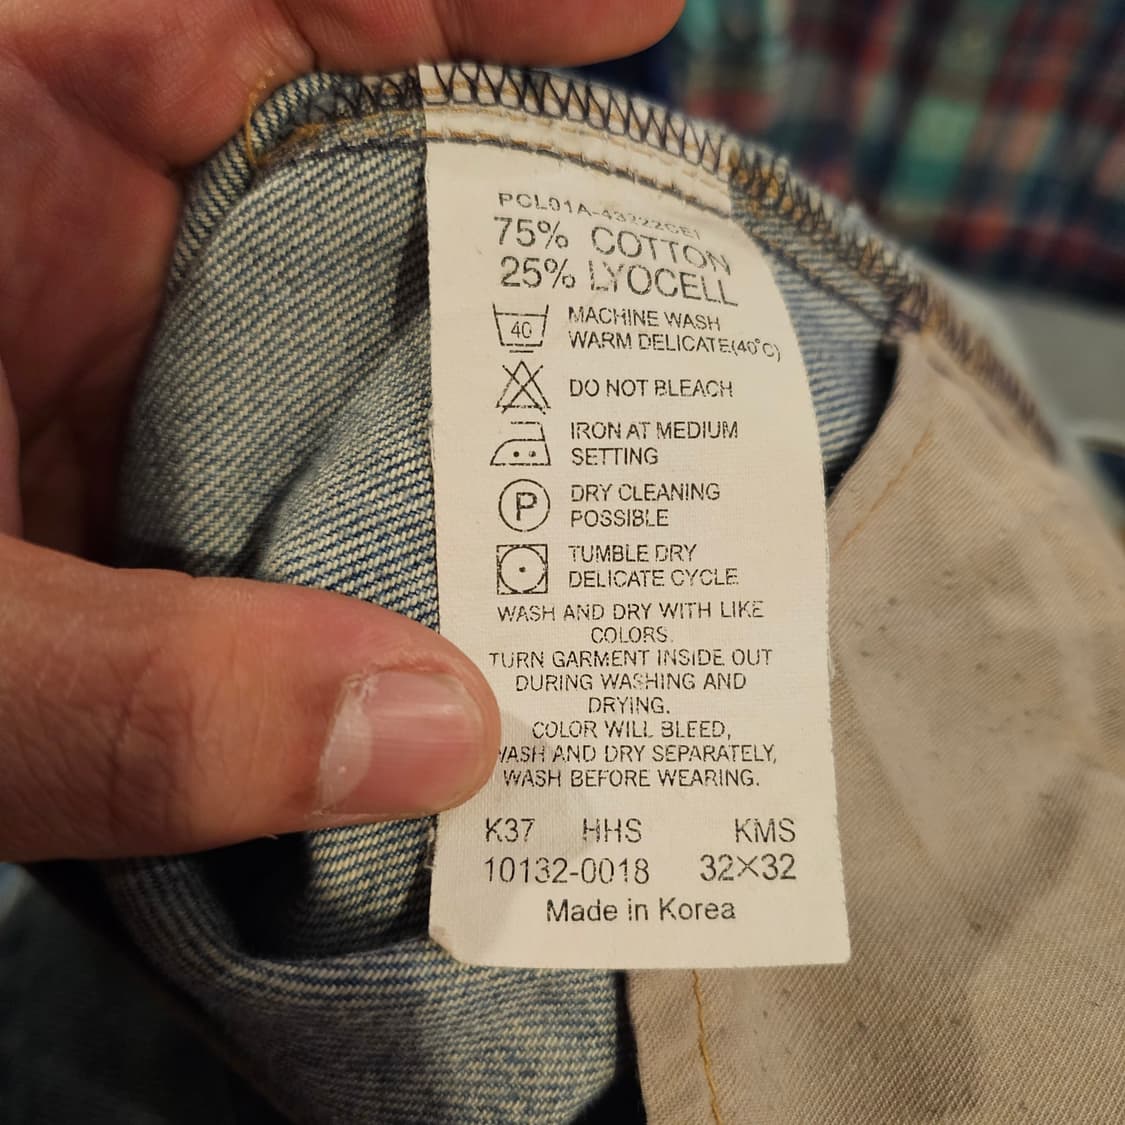 75% COTTON
25% LYOCELL
40
MACHINE WASH
WARM DELICATE(40°C)
DO NOT BLEACH
IRON AT MEDIUM
SETTING
P
DRY CLEANING
POSSIBLE
TUMBLE DRY
DELICATE CYCLE
WASH AND DRY WITH LIKE
COLORS.
TURN GARMENT INSIDE OUT
DURING WASHING AND
DRYING.
COLOR WILL BLEED,
WASH AND DRY SEPARATELY,
WASH BEFORE WEARING.
K37 HHS KMS
10132-0018 32X32
Made in Korea